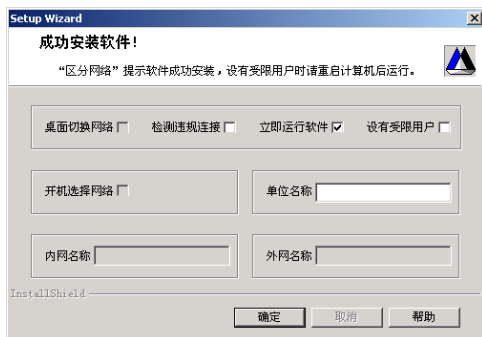 Setup Wizard
成功安装软件！
“区分网络”提示软件成功安装，设有受限用户时请重启计算机后运行。
桌面切换网络 检测违规连接 立即运行软件 设有受限用户
开机选择网络 单位名称
内网名称 外网名称
InstallShield
确定 取消 帮助